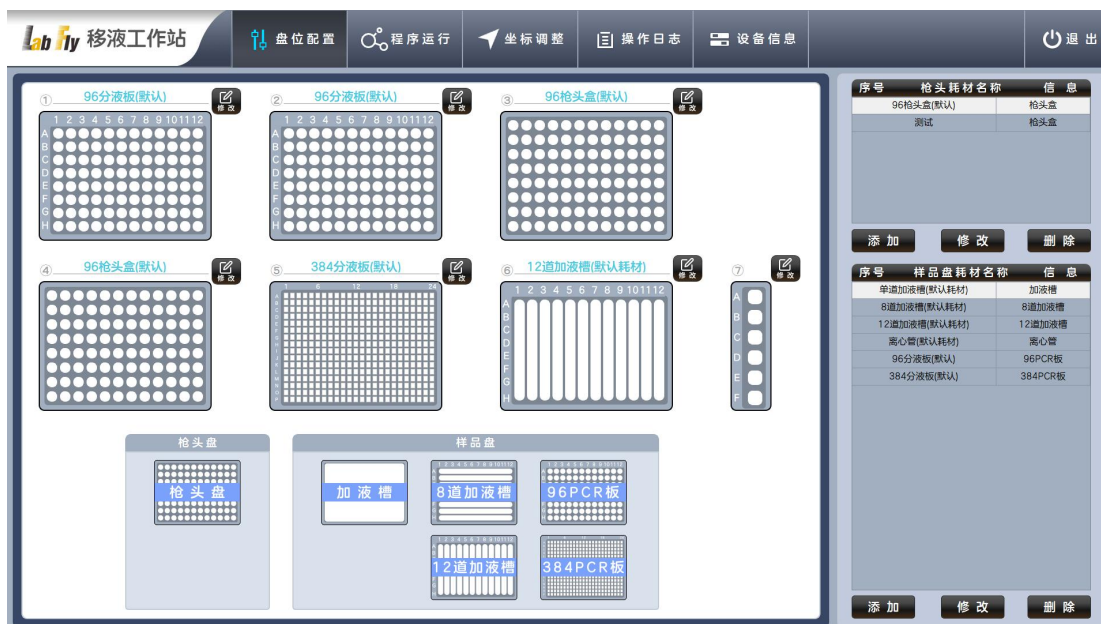 Lab Fly 移液工作站
盘位配置
程序运行
坐标调整
操作日志
设备信息
退出
① 96分液板(默认) 修改
② 96分液板(默认) 修改
③ 96枪头盒(默认) 修改
1 2 3 4 5 6 7 8 9 10 11 12
A
B
C
D
E
F
G
H
1 2 3 4 5 6 7 8 9 10 11 12
A
B
C
D
E
F
G
H
④ 96枪头盒(默认) 修改
⑤ 384分液板(默认) 修改
⑥ 12道加液槽(默认耗材) 修改
⑦ 修改
1 6 12 18 24
1 2 3 4 5 6 7 8 9 10 11 12
A
B
C
D
E
F
G
H
A
B
C
D
E
F
枪头盘
样品盘
枪头盘
加液槽
8道加液槽
96PCR板
12道加液槽
384PCR板
序号 枪头耗材名称 信息
96枪头盒(默认) 枪头盒
测试 枪头盒
添加 修改 删除
序号 样品盘耗材名称 信息
单道加液槽(默认耗材) 加液槽
8道加液槽(默认耗材) 8道加液槽
12道加液槽(默认耗材) 12道加液槽
离心管(默认耗材) 离心管
96分液板(默认) 96PCR板
384分液板(默认) 384PCR板
添加 修改 删除